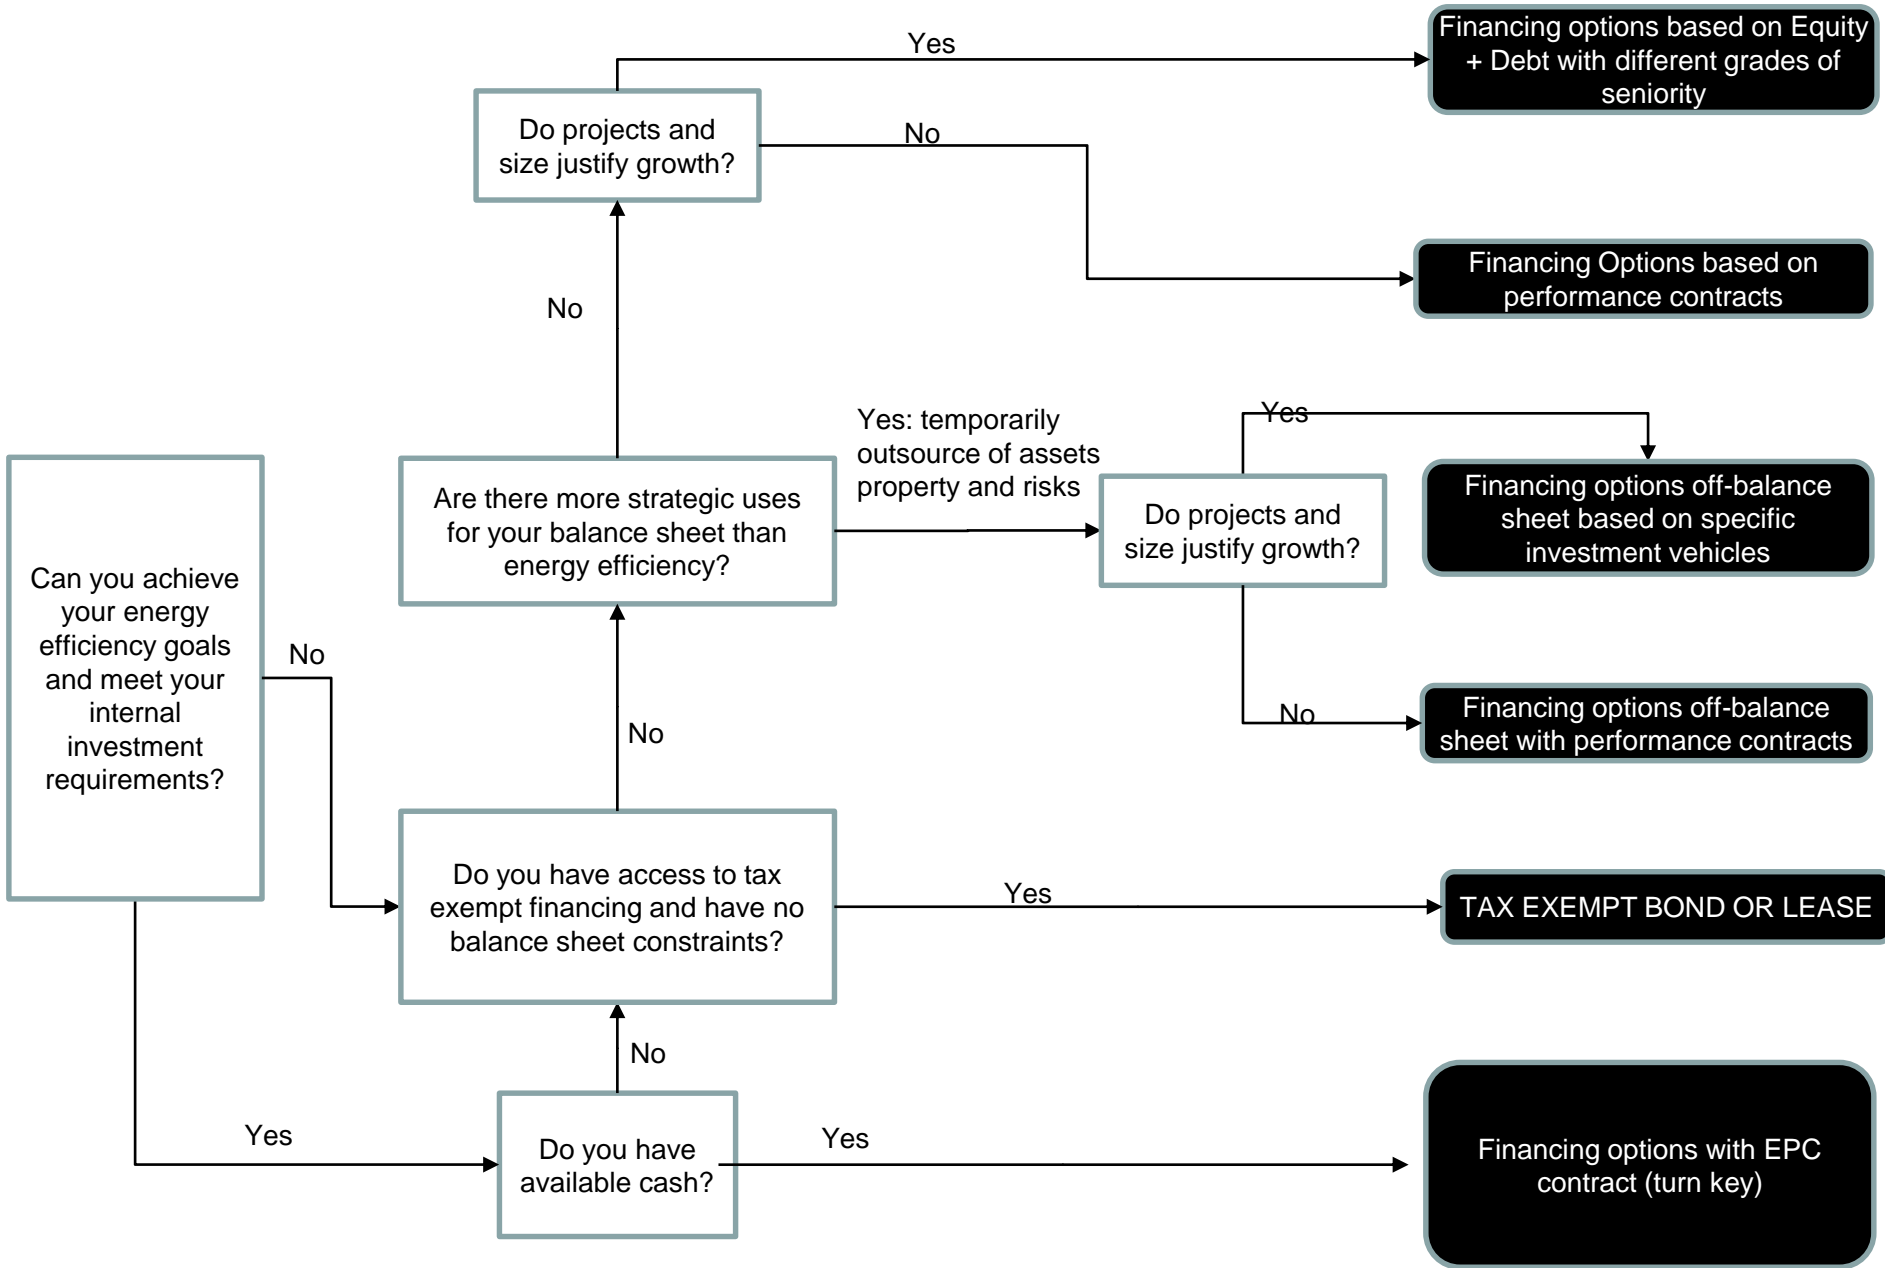 Yes
Financing options based on Equity
+ Debt with different grades of
seniority
Do projects and
size justify growth?
No
Financing Options based on
performance contracts
No
Yes: temporarily
outsource of assets
property and risks
Yes
Are there more strategic uses
for your balance sheet than
energy efficiency?
Do projects and
size justify growth?
Financing options off-balance
sheet based on specific
investment vehicles
Can you achieve
your energy
efficiency goals
and meet your
internal
investment
requirements?
No
No
No
Financing options off-balance
sheet with performance contracts
Do you have access to tax
exempt financing and have no
balance sheet constraints?
Yes
TAX EXEMPT BOND OR LEASE
No
Yes
Do you have
available cash?
Yes
Financing options with EPC
contract (turn key)